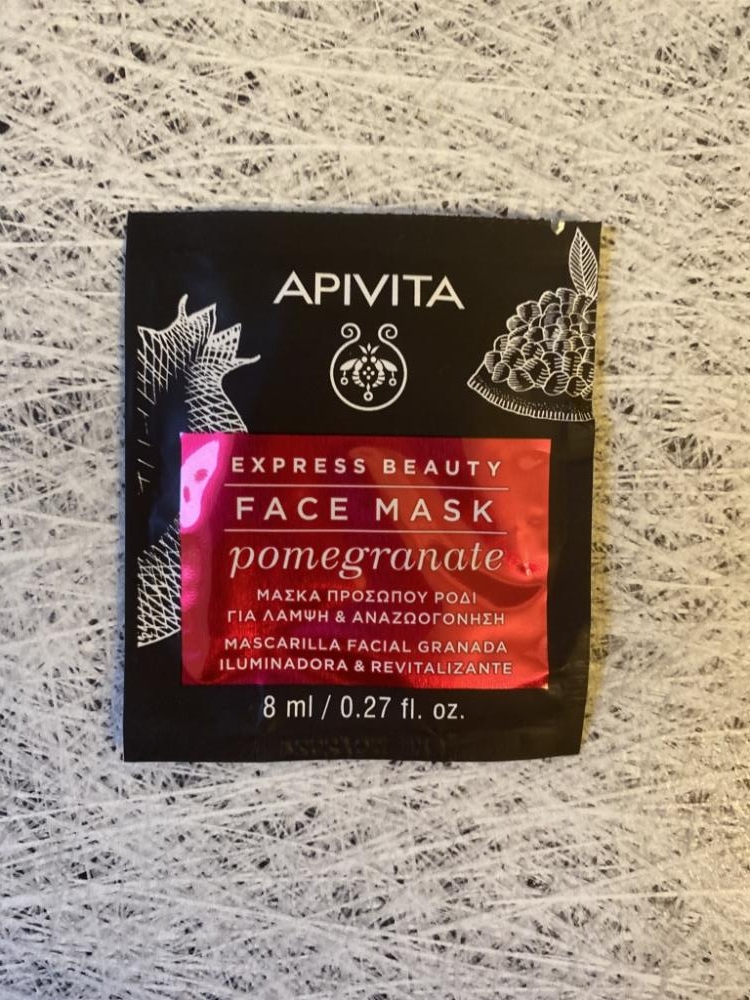 APIVITA
EXPRESS BEAUTY
FACE MASK
pomegranate
ΜΑΣΚΑ ΠΡΟΣΩΠΟΥ ΡΟΔΙ
ΓΙΑ ΛΑΜΨΗ & ΑΝΑΖΩΟΓΟΝΗΣΗ
MASCARILLA FACIAL GRANADA
ILUMINADORA & REVITALIZANTE
8 ml / 0.27 fl. oz.